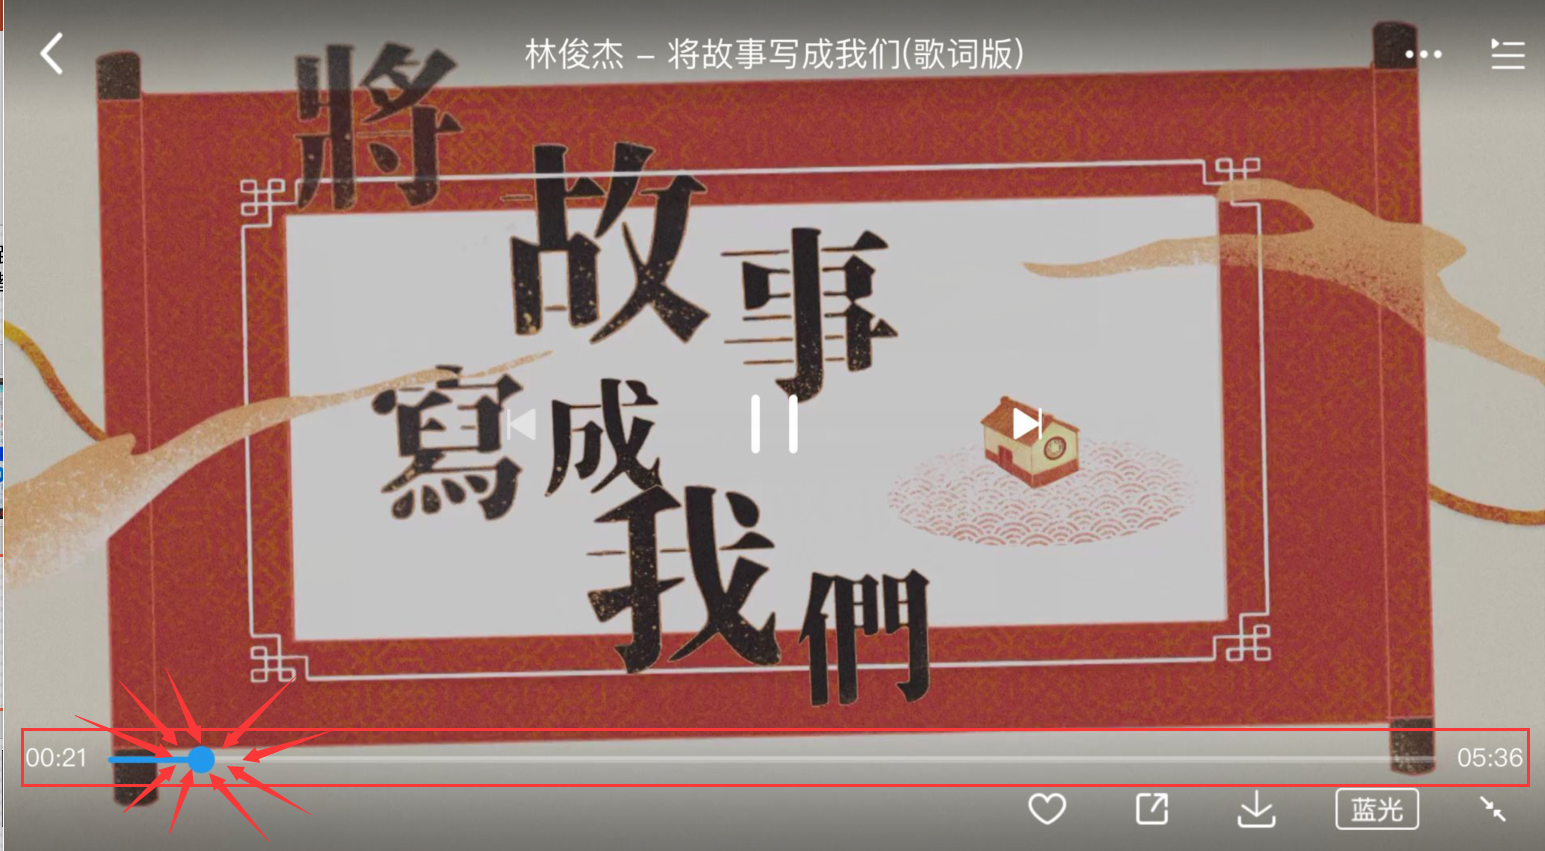 林俊杰 – 将故事写成我们(歌词版)
將
故
事
寫成
我
們
00:21
05:36
蓝光